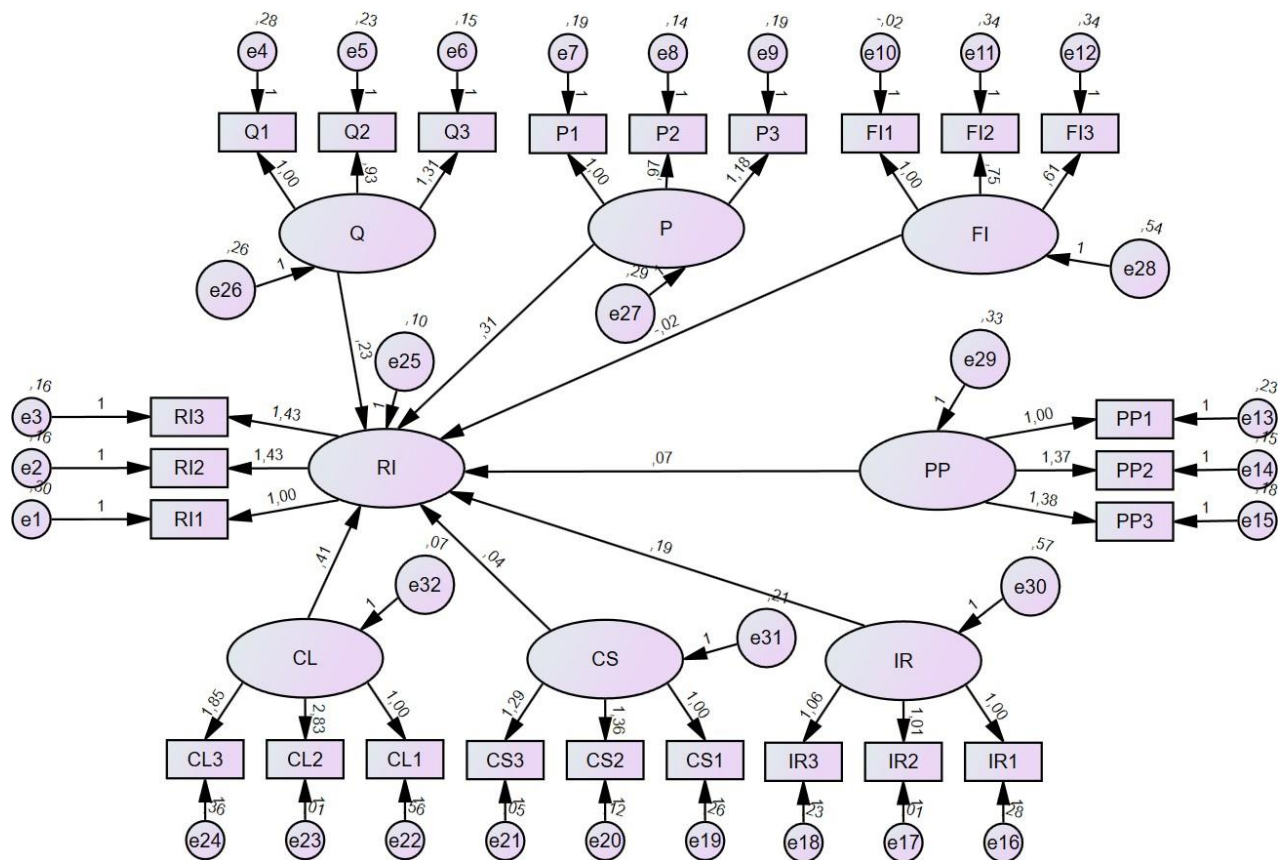 ,28 ,23 ,15 ,19 ,14 ,19 -,02 ,34 ,34
e4 e5 e6 e7 e8 e9 e10 e11 e12
1 1 1 1 1 1 1 1 1
Q1 Q2 Q3 P1 P2 P3 FI1 FI2 FI3
1,00 ,93 1,31 1,00 ,97 1,18 1,00 ,75 ,61
Q P FI
,26 ,29 ,54
e26 1 e27 1 1 e28
,23 ,10 ,31 -,02 ,33
e25 e29
1 1
,16 ,23
e3 1 RI3 1,43 1,00 PP1 1 e13
,16 ,15
e2 1 RI2 1,43 RI ,07 PP 1,37 PP2 1 e14
,30 ,18
e1 1 RI1 1,00 1,38 PP3 1 e15
,41 ,07 ,04 ,21 ,19 ,57
e32 e31 e30
1 1 1
CL CS IR
1,85 2,83 1,00 1,29 1,36 1,00 1,06 1,01 1,00
CL3 CL2 CL1 CS3 CS2 CS1 IR3 IR2 IR1
,36 ,01 ,56 ,05 ,12 ,26 ,23 ,07 ,28
e24 e23 e22 e21 e20 e19 e18 e17 e16